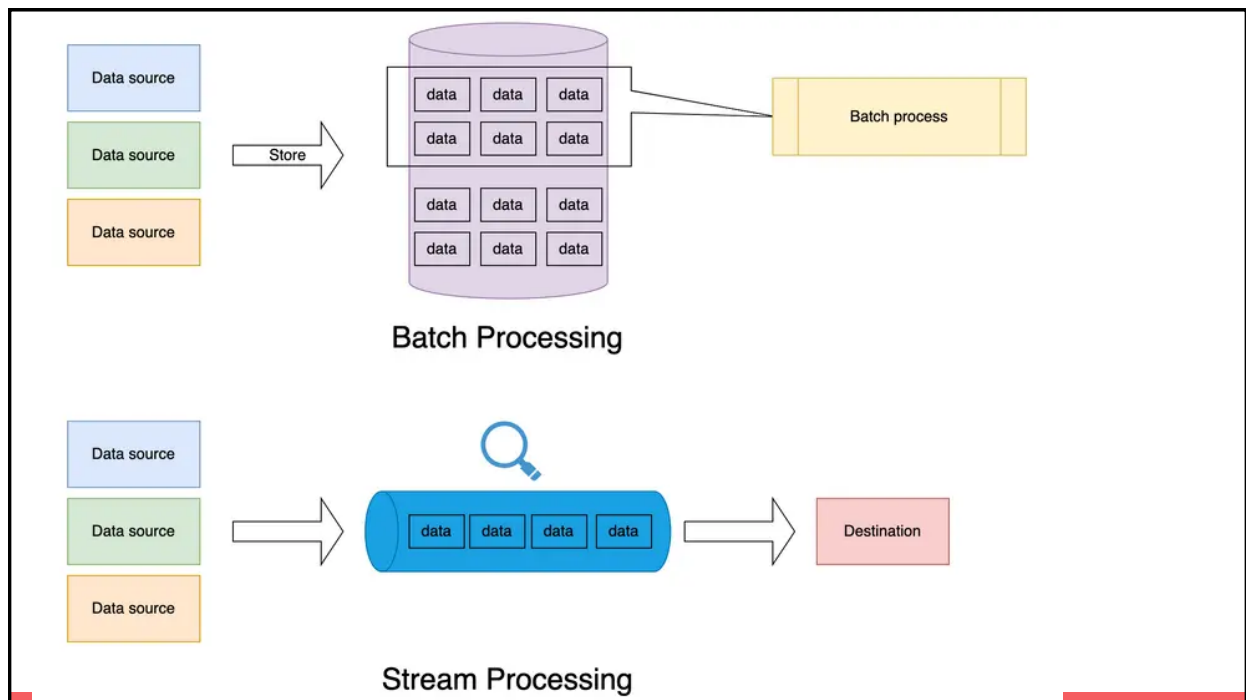 Data source
Data source
Data source
Store
data data data
data data data
data data data
data data data
Batch process
Batch Processing
Data source
Data source
Data source
data data data data
Destination
Stream Processing